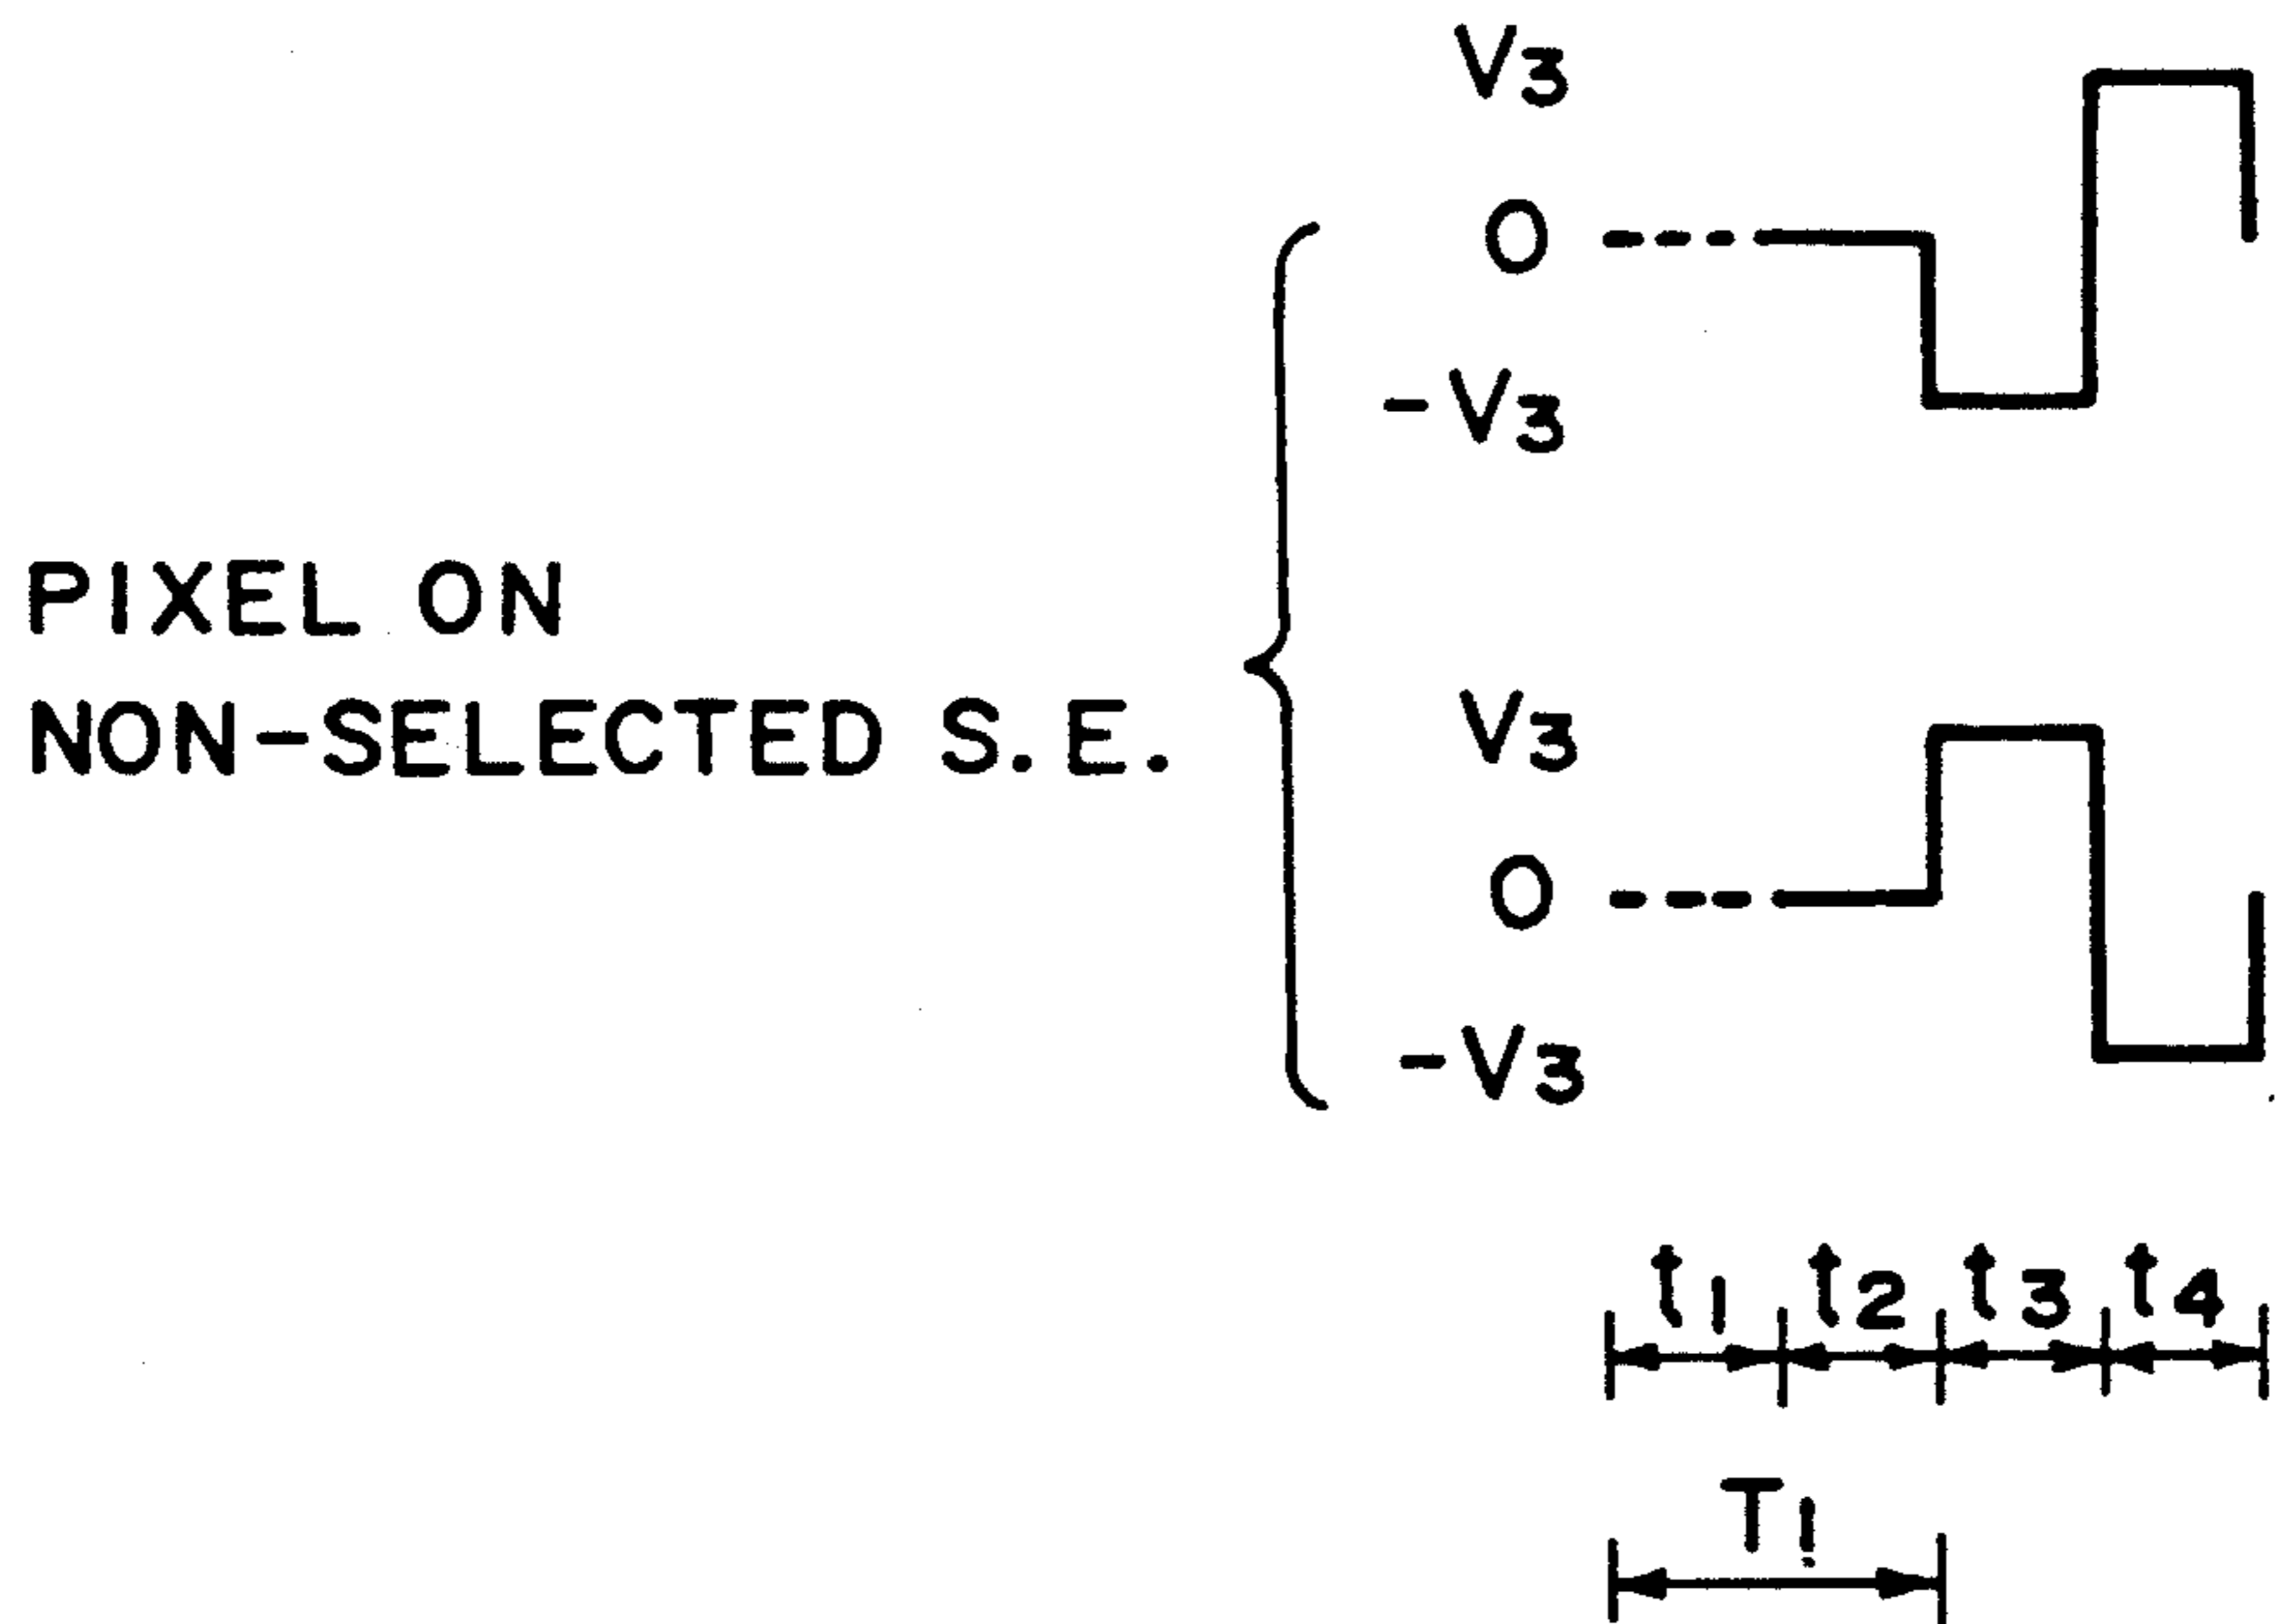 V3
0
-V3
PIXEL ON
NON-SELECTED S.E.
V3
0
-V3
t1 t2 t3 t4
T1